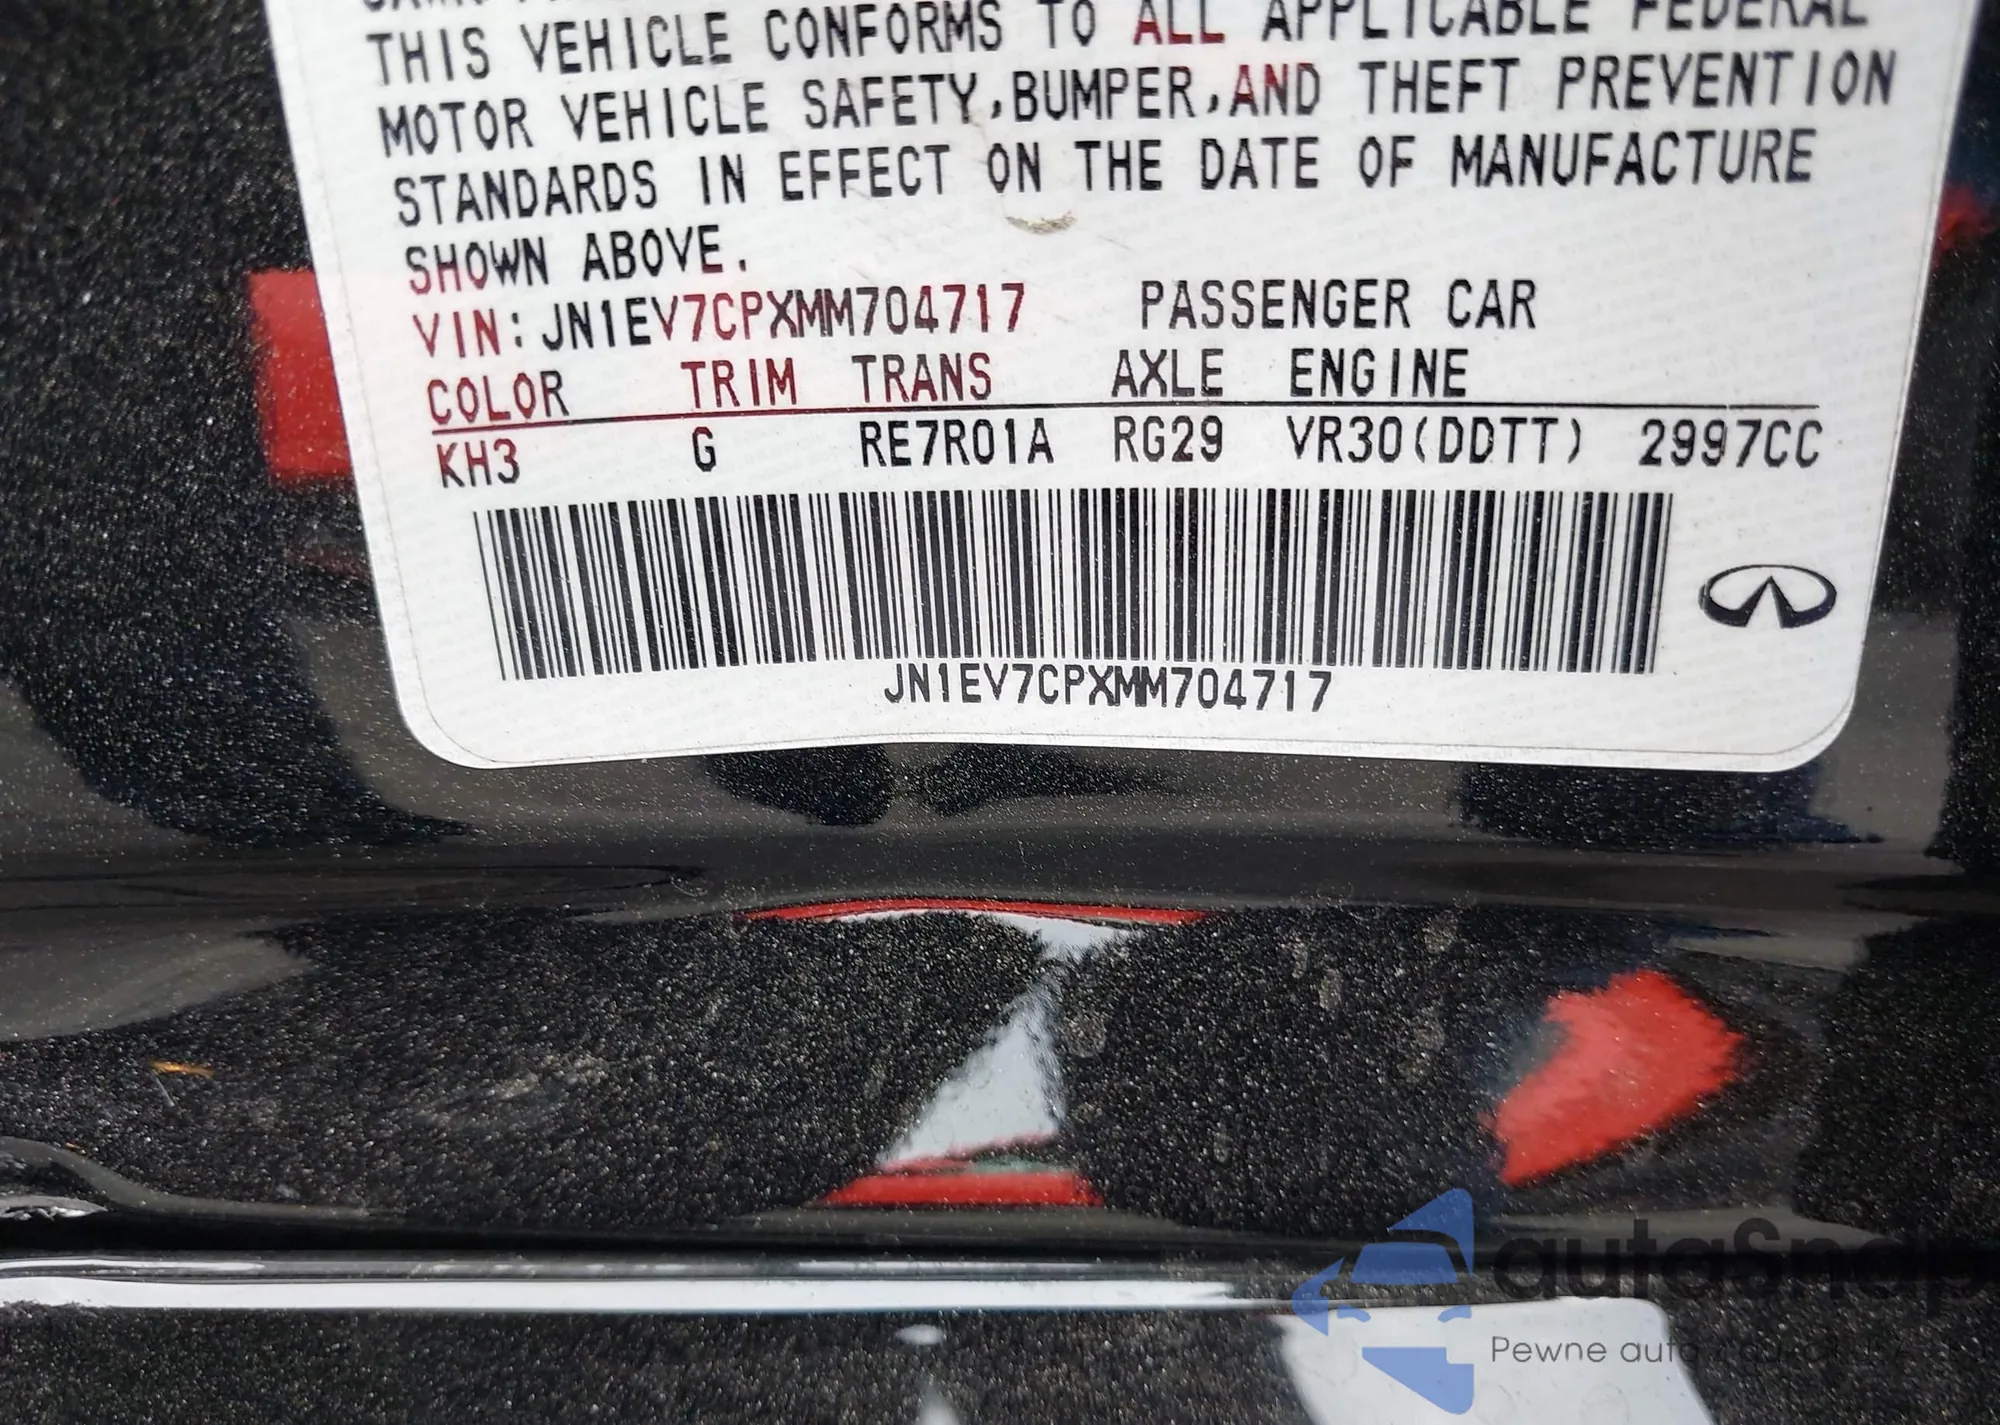 THIS VEHICLE CONFORMS TO ALL APPLICABLE FEDERAL
MOTOR VEHICLE SAFETY,BUMPER,AND THEFT PREVENTION
STANDARDS IN EFFECT ON THE DATE OF MANUFACTURE
SHOWN ABOVE.
VIN:JN1EV7CPXMM704717 PASSENGER CAR
COLOR TRIM TRANS AXLE ENGINE
KH3 G RE7R01A RG29 VR30(DDTT) 2997CC
JN1EV7CPXMM704717
autoSnap
Pewne auto